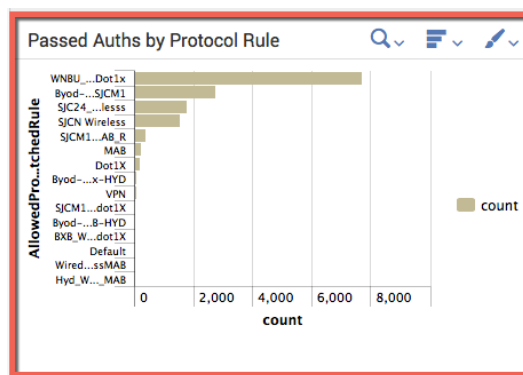 Passed Auths by Protocol Rule
AllowedPro...tchedRule
WNBU_...Dot1x
Byod-...SJCM1
SJC24_...lesss
SJCN Wireless
SJCM1...AB_R
MAB
Dot1X
Byod-...x-HYD
VPN
SJCM1...dot1X
Byod-...B-HYD
BXB_W...dot1X
Default
Wired...ssMAB
Hyd_W..._MAB
0 2,000 4,000 6,000 8,000
count
count